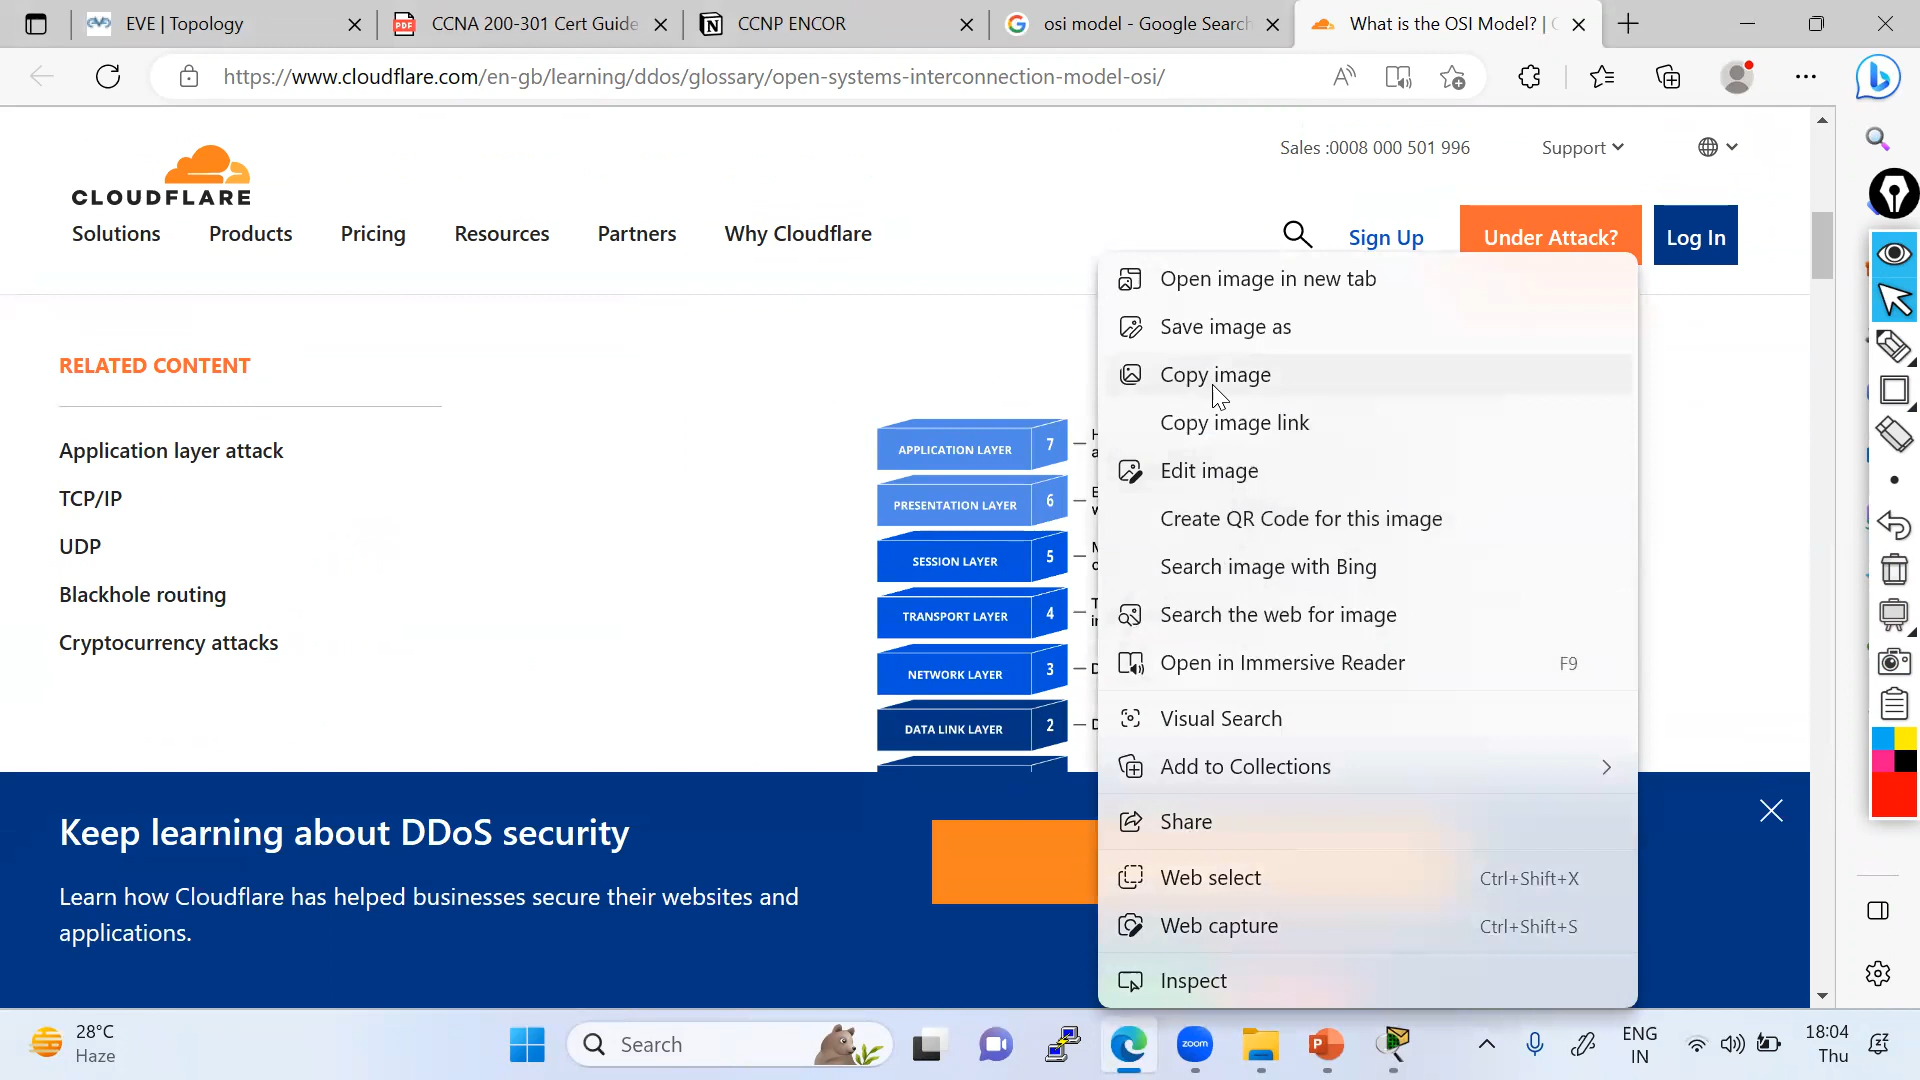 EVE | Topology
CCNA 200-301 Cert Guide
CCNP ENCOR
osi model - Google Search
What is the OSI Model? |
https://www.cloudflare.com/en-gb/learning/ddos/glossary/open-systems-interconnection-model-osi/
Sales :0008 000 501 996
Support
CLOUDFLARE
Solutions
Products
Pricing
Resources
Partners
Why Cloudflare
Sign Up
Under Attack?
Log In
RELATED CONTENT
Application layer attack
TCP/IP
UDP
Blackhole routing
Cryptocurrency attacks
APPLICATION LAYER 7
PRESENTATION LAYER 6
SESSION LAYER 5
TRANSPORT LAYER 4
NETWORK LAYER 3
DATA LINK LAYER 2
Open image in new tab
Save image as
Copy image
Copy image link
Edit image
Create QR Code for this image
Search image with Bing
Search the web for image
Open in Immersive Reader F9
Visual Search
Add to Collections
Share
Web select Ctrl+Shift+X
Web capture Ctrl+Shift+S
Inspect
Keep learning about DDoS security
Learn how Cloudflare has helped businesses secure their websites and
applications.
28°C
Haze
Search
zoom
ENG
IN
18:04
Thu